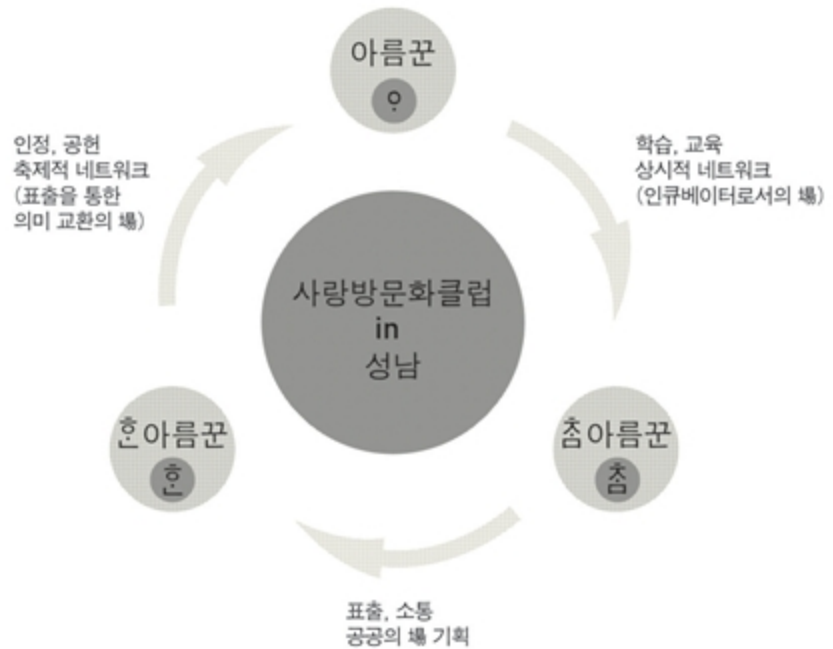 아름꾼
ᄋᆞ
인정, 공헌
축제적 네트워크
(표출을 통한
의미 교환의 場)
학습, 교육
상시적 네트워크
(인큐베이터로서의 場)
사랑방문화클럽
in
성남
ᄒᆞᆫ아름꾼
ᄒᆞᆫ
ᄎᆞᆷ아름꾼
ᄎᆞᆷ
표출, 소통
공공의 場 기획